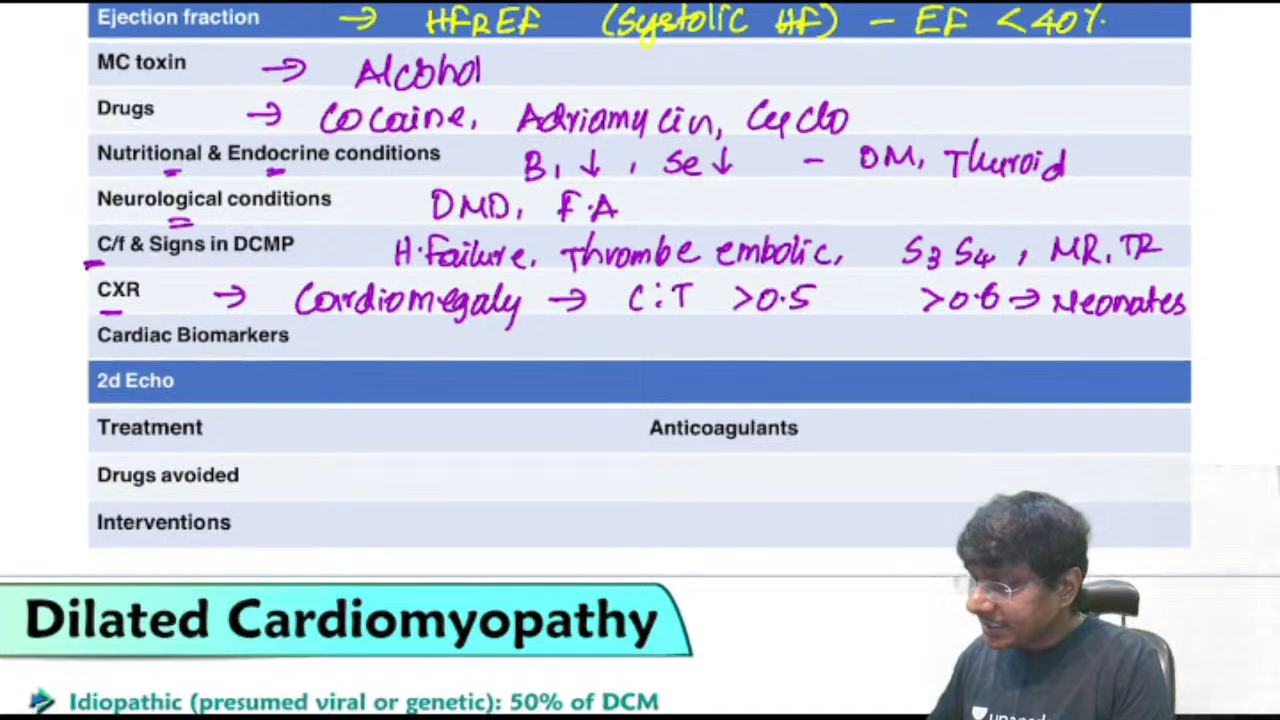 Ejection fraction → HFrEF (Systolic HF) - EF <40%
MC toxin → Alcohol
Drugs → Cocaine, Adriamycin, Cyclo
Nutritional & Endocrine conditions B1 ↓, Se ↓ - DM, Thyroid
Neurological conditions DMD, F.A
C/f & Signs in DCMP H.Failure, Thrombo embolic, S3 S4, MR, TR
CXR → Cardiomegaly → C:T >0.5 >0.6 → Neonates
Cardiac Biomarkers
2d Echo
Treatment Anticoagulants
Drugs avoided
Interventions
Dilated Cardiomyopathy
Idiopathic (presumed viral or genetic): 50% of DCM